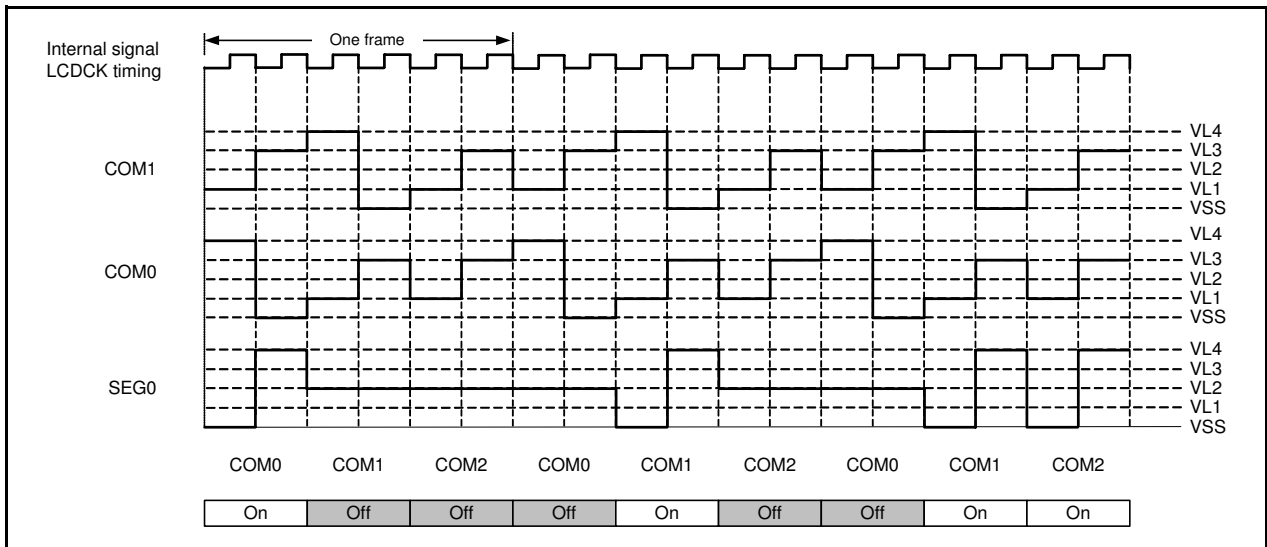 One frame
Internal signal
LCDCK timing
COM1
VL4
VL3
VL2
VL1
VSS
COM0
VL4
VL3
VL2
VL1
VSS
SEG0
VL4
VL3
VL2
VL1
VSS
COM0 COM1 COM2 COM0 COM1 COM2 COM0 COM1 COM2
On Off Off Off On Off Off On On